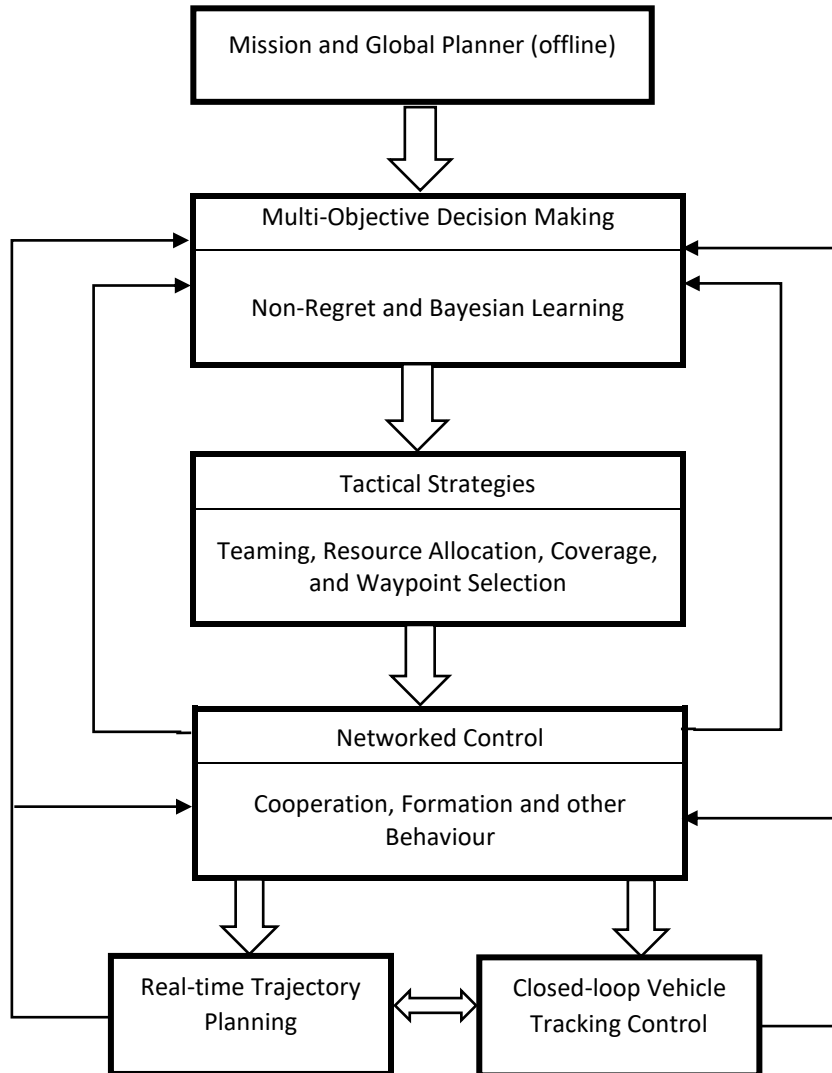 Mission and Global Planner (offline)
Multi-Objective Decision Making
Non-Regret and Bayesian Learning
Tactical Strategies
Teaming, Resource Allocation, Coverage,
and Waypoint Selection
Networked Control
Cooperation, Formation and other
Behaviour
Real-time Trajectory
Planning
Closed-loop Vehicle
Tracking Control